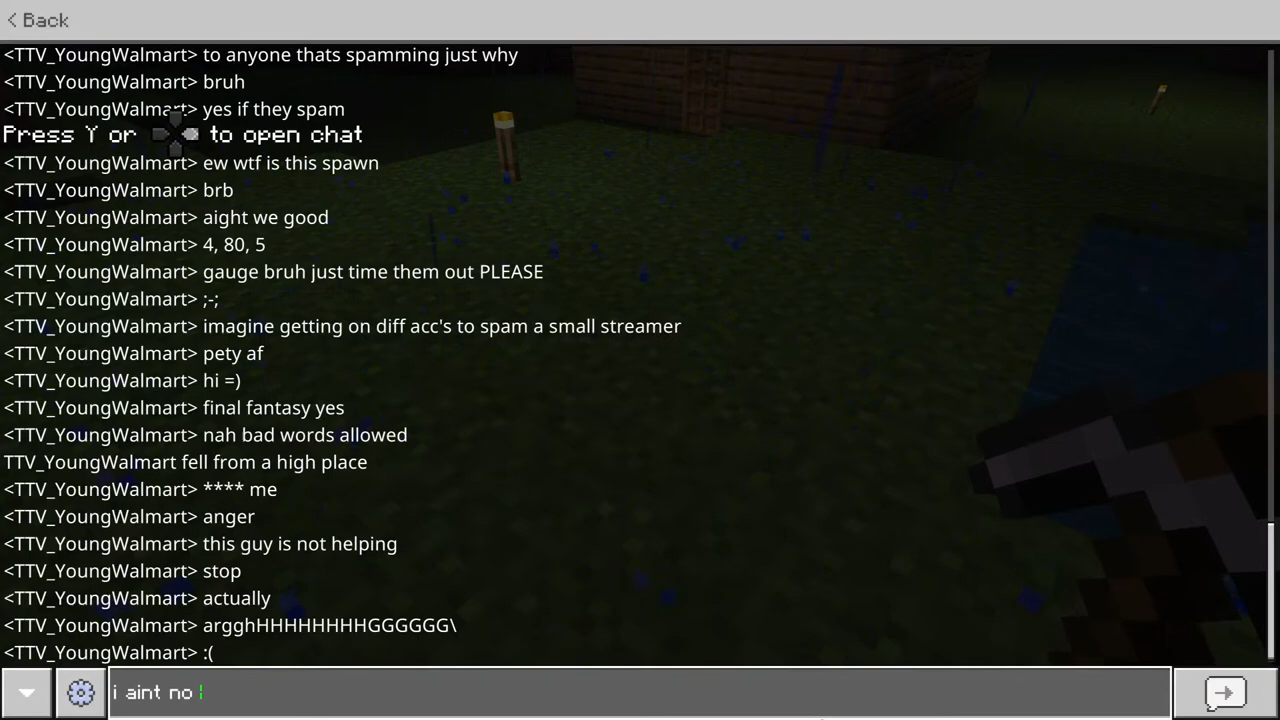 Back
<TTV_YoungWalmart> to anyone thats spamming just why
<TTV_YoungWalmart> bruh
<TTV_YoungWalmart> yes if they spam
Press Y or to open chat
<TTV_YoungWalmart> ew wtf is this spawn
<TTV_YoungWalmart> brb
<TTV_YoungWalmart> aight we good
<TTV_YoungWalmart> 4, 80, 5
<TTV_YoungWalmart> gauge bruh just time them out PLEASE
<TTV_YoungWalmart> ;-;
<TTV_YoungWalmart> imagine getting on diff acc's to spam a small streamer
<TTV_YoungWalmart> pety af
<TTV_YoungWalmart> hi =)
<TTV_YoungWalmart> final fantasy yes
<TTV_YoungWalmart> nah bad words allowed
TTV_YoungWalmart fell from a high place
<TTV_YoungWalmart> **** me
<TTV_YoungWalmart> anger
<TTV_YoungWalmart> this guy is not helping
<TTV_YoungWalmart> stop
<TTV_YoungWalmart> actually
<TTV_YoungWalmart> argghHHHHHHHHGGGGGG\
<TTV_YoungWalmart> :(
i aint no